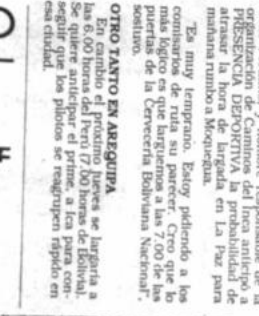 organización de Caminos del Inca anticipó a
PRESENCIA DEPORTIVA la probabilidad de
atrasar la hora de largada en La Paz para
mañana rumbo a Moquegua.
"Es muy temprano. Estoy pidiendo a los
comisarios de ruta su parecer. Creo que lo
más lógico es que larguemos a las 7.00 de las
puertas de la Cervecería Boliviana Nacional",
sostuvo.
OTRO TANTO EN AREQUIPA
En cambio el próximo jueves se largaría a
las 6.00 horas del Perú (7.00 horas de Bolivia).
Se quiere anticipar el prime, a Ica para con-
seguir que los pilotos se reagrupen rápido en
esa ciudad.